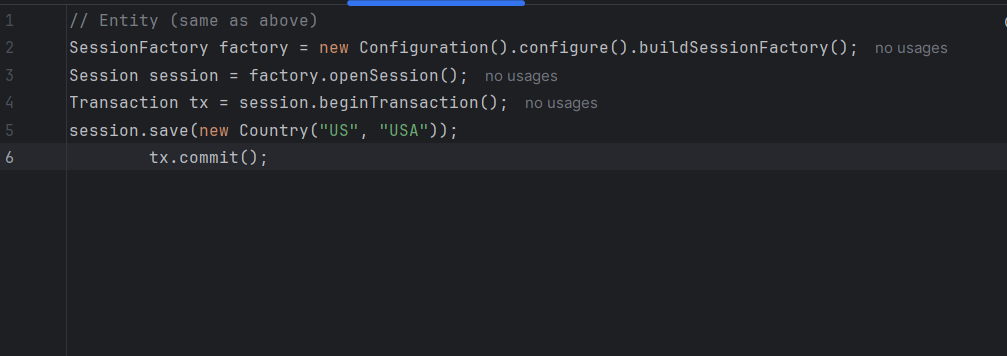 1 // Entity (same as above)
2 SessionFactory factory = new Configuration().configure().buildSessionFactory(); no usages
3 Session session = factory.openSession(); no usages
4 Transaction tx = session.beginTransaction(); no usages
5 session.save(new Country("US", "USA"));
6 tx.commit();